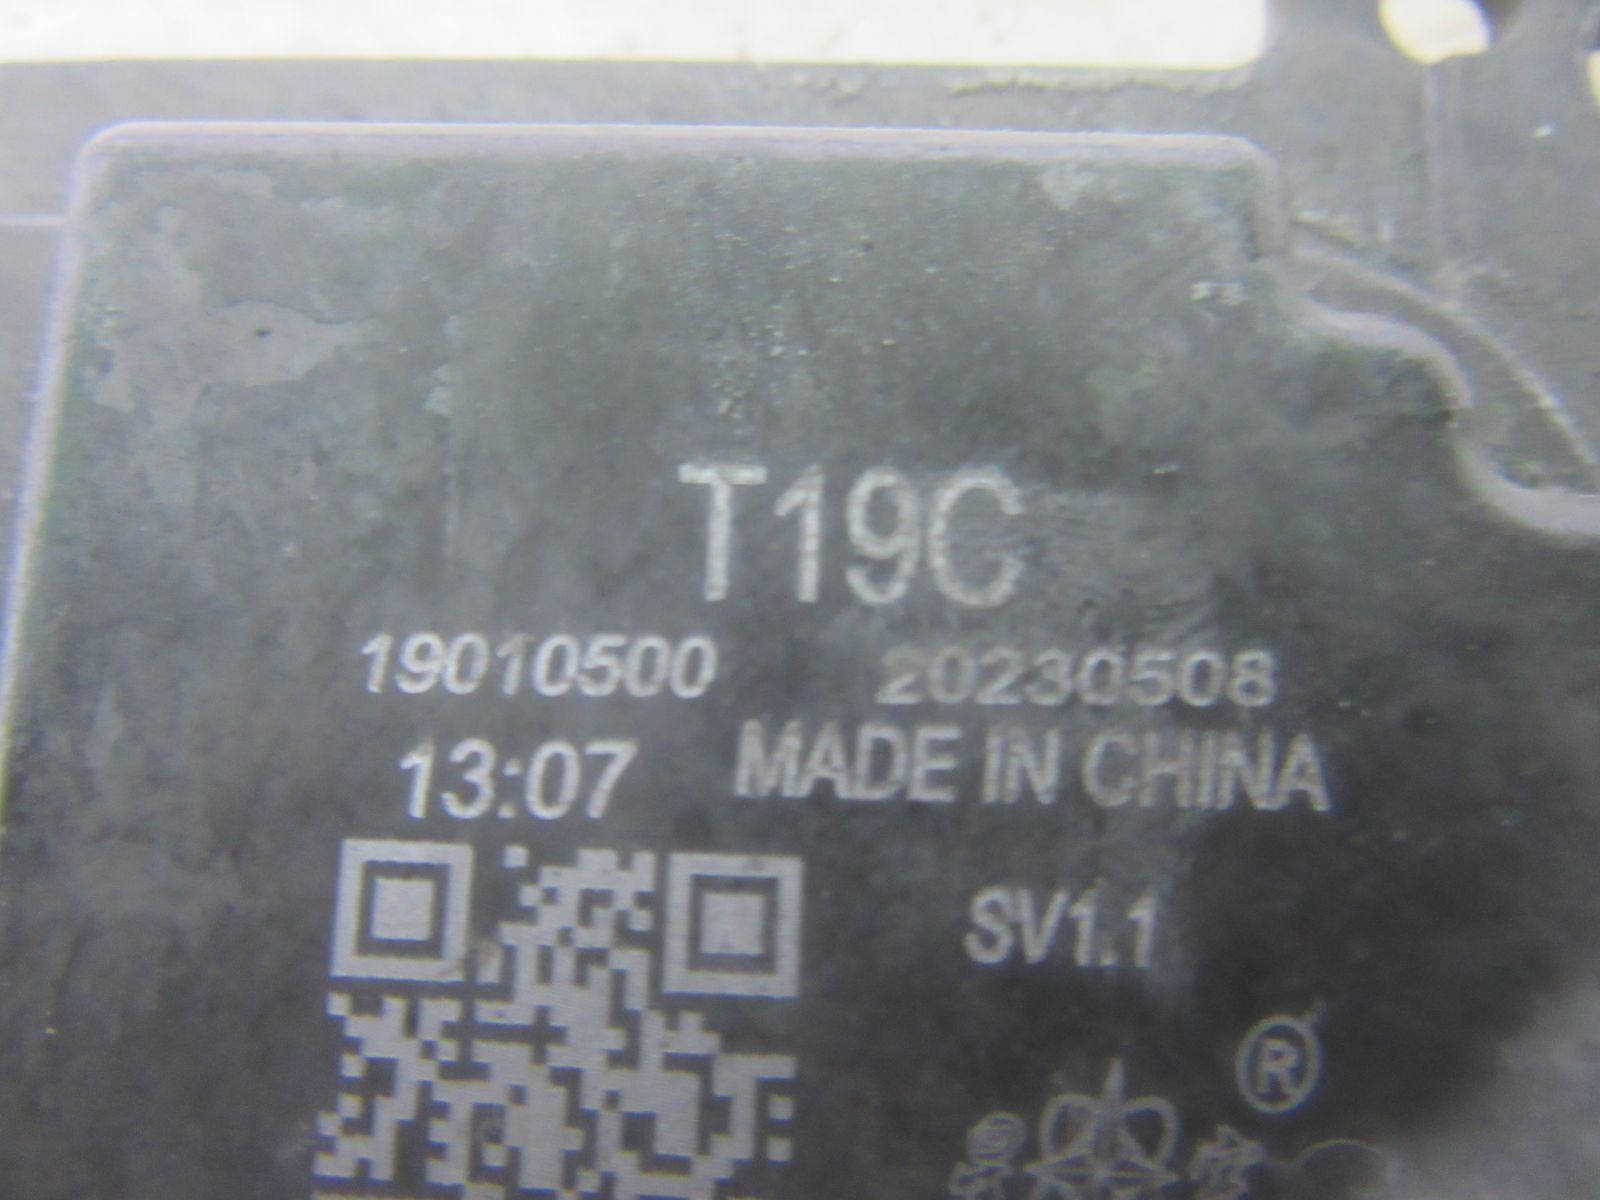 T19C
19010500 20230508
13:07 MADE IN CHINA
SV1.1
®